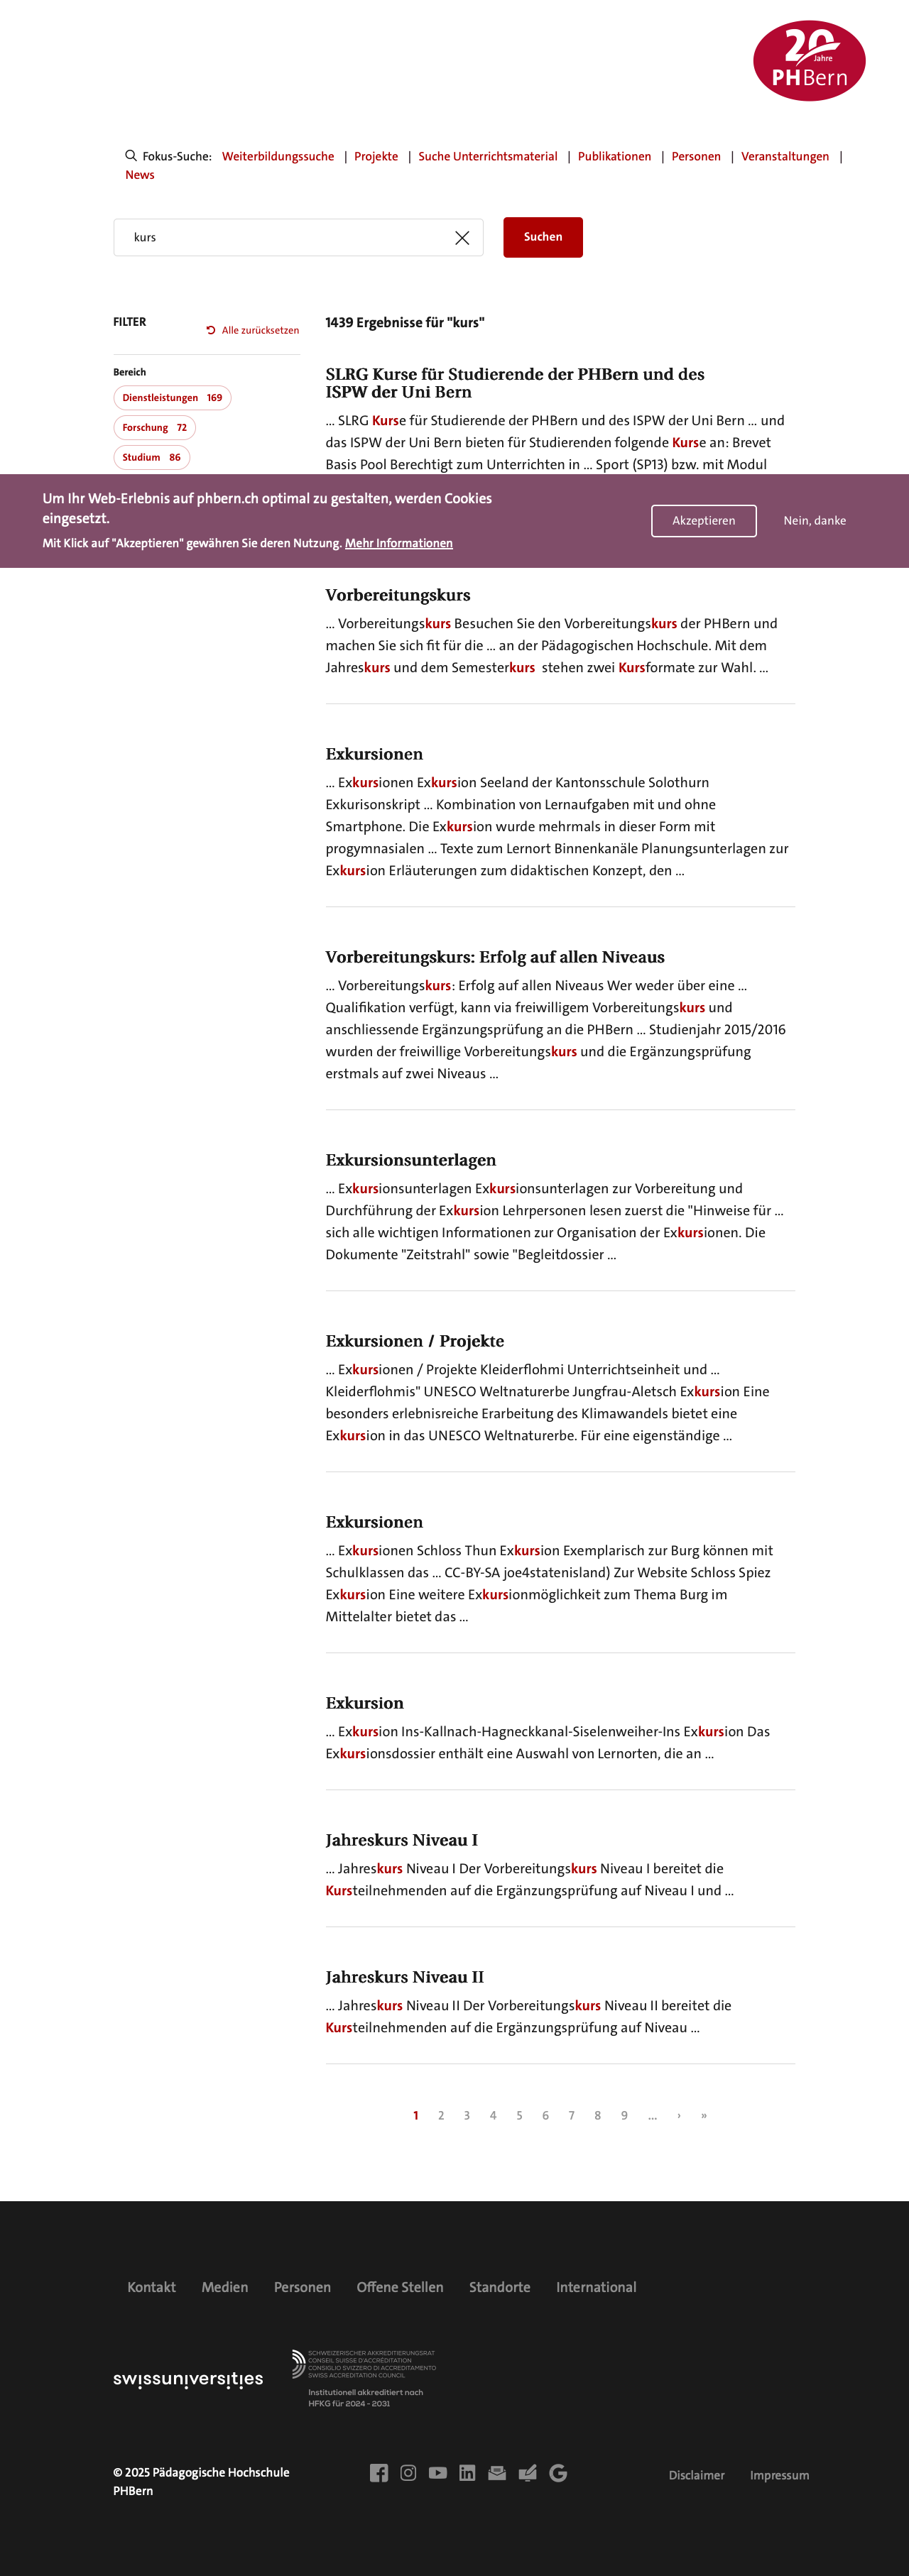 20
Jahre
PHBern
Fokus-Suche: Weiterbildungssuche | Projekte | Suche Unterrichtsmaterial | Publikationen | Personen | Veranstaltungen |
News
kurs
Suchen
FILTER
Alle zurücksetzen
1439 Ergebnisse für "kurs"
Bereich
Dienstleistungen 169
Forschung 72
Studium 86
SLRG Kurse für Studierende der PHBern und des
ISPW der Uni Bern
... SLRG Kurse für Studierende der PHBern und des ISPW der Uni Bern ... und
das ISPW der Uni Bern bieten für Studierenden folgende Kurse an: Brevet
Basis Pool Berechtigt zum Unterrichten in ... Sport (SP13) bzw. mit Modul
Um Ihr Web-Erlebnis auf phbern.ch optimal zu gestalten, werden Cookies
eingesetzt.
Mit Klick auf "Akzeptieren" gewähren Sie deren Nutzung. Mehr Informationen
Akzeptieren
Nein, danke
Vorbereitungskurs
... Vorbereitungskurs Besuchen Sie den Vorbereitungskurs der PHBern und
machen Sie sich fit für die ... an der Pädagogischen Hochschule. Mit dem
Jahreskurs und dem Semesterkurs  stehen zwei Kursformate zur Wahl. ...
Exkursionen
... Exkursionen Exkursion Seeland der Kantonsschule Solothurn
Exkurisonskript ... Kombination von Lernaufgaben mit und ohne
Smartphone. Die Exkursion wurde mehrmals in dieser Form mit
progymnasialen ... Texte zum Lernort Binnenkanäle Planungsunterlagen zur
Exkursion Erläuterungen zum didaktischen Konzept, den ...
Vorbereitungskurs: Erfolg auf allen Niveaus
... Vorbereitungskurs: Erfolg auf allen Niveaus Wer weder über eine ...
Qualifikation verfügt, kann via freiwilligem Vorbereitungskurs und
anschliessende Ergänzungsprüfung an die PHBern ... Studienjahr 2015/2016
wurden der freiwillige Vorbereitungskurs und die Ergänzungsprüfung
erstmals auf zwei Niveaus ...
Exkursionsunterlagen
... Exkursionsunterlagen Exkursionsunterlagen zur Vorbereitung und
Durchführung der Exkursion Lehrpersonen lesen zuerst die "Hinweise für ...
sich alle wichtigen Informationen zur Organisation der Exkursionen. Die
Dokumente "Zeitstrahl" sowie "Begleitdossier ...
Exkursionen / Projekte
... Exkursionen / Projekte Kleiderflohmi Unterrichtseinheit und ...
Kleiderflohmis" UNESCO Weltnaturerbe Jungfrau-Aletsch Exkursion Eine
besonders erlebnisreiche Erarbeitung des Klimawandels bietet eine
Exkursion in das UNESCO Weltnaturerbe. Für eine eigenständige ...
Exkursionen
... Exkursionen Schloss Thun Exkursion Exemplarisch zur Burg können mit
Schulklassen das ... CC-BY-SA joe4statenisland) Zur Website Schloss Spiez
Exkursion Eine weitere Exkursionmöglichkeit zum Thema Burg im
Mittelalter bietet das ...
Exkursion
... Exkursion Ins-Kallnach-Hagneckkanal-Siselenweiher-Ins Exkursion Das
Exkursionsdossier enthält eine Auswahl von Lernorten, die an ...
Jahreskurs Niveau I
... Jahreskurs Niveau I Der Vorbereitungskurs Niveau I bereitet die
Kursteilnehmenden auf die Ergänzungsprüfung auf Niveau I und ...
Jahreskurs Niveau II
... Jahreskurs Niveau II Der Vorbereitungskurs Niveau II bereitet die
Kursteilnehmenden auf die Ergänzungsprüfung auf Niveau ...
1 2 3 4 5 6 7 8 9 ... › »
Kontakt Medien Personen Offene Stellen Standorte International
swissuniversities
SCHWEIZERISCHER AKKREDITIERUNGSRAT
CONSEIL SUISSE D'ACCRÉDITATION
CONSIGLIO SVIZZERO DI ACCREDITAMENTO
SWISS ACCREDITATION COUNCIL
Institutionell akkreditiert nach
HFKG für 2024 - 2031
© 2025 Pädagogische Hochschule
PHBern
Disclaimer Impressum